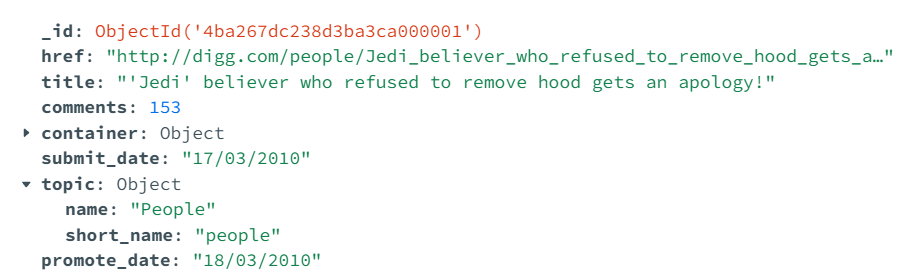 _id: ObjectId('4ba267dc238d3ba3ca000001')
href: "http://digg.com/people/Jedi_believer_who_refused_to_remove_hood_gets_a…"
title: "'Jedi' believer who refused to remove hood gets an apology!"
comments: 153
container: Object
submit_date: "17/03/2010"
topic: Object
name: "People"
short_name: "people"
promote_date: "18/03/2010"